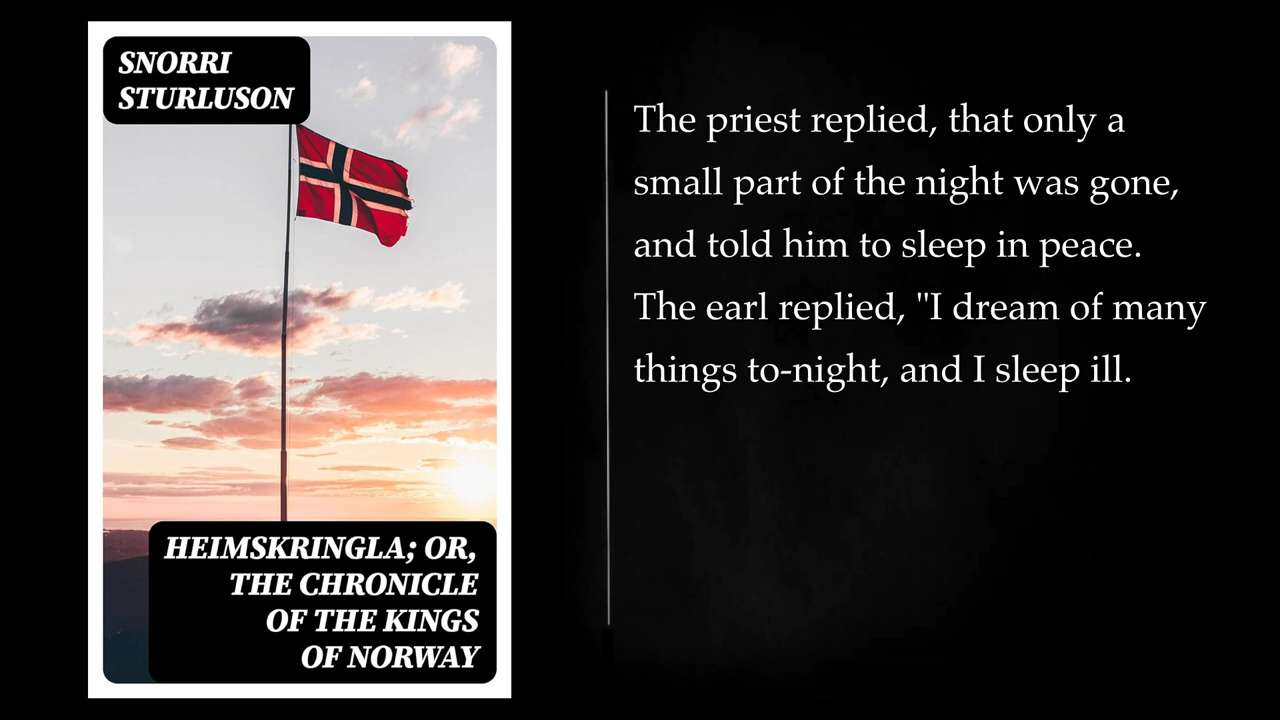 SNORRI
STURLUSON
HEIMSKRINGLA; OR,
THE CHRONICLE
OF THE KINGS
OF NORWAY
The priest replied, that only a
small part of the night was gone,
and told him to sleep in peace.
The earl replied, "I dream of many
things to-night, and I sleep ill.